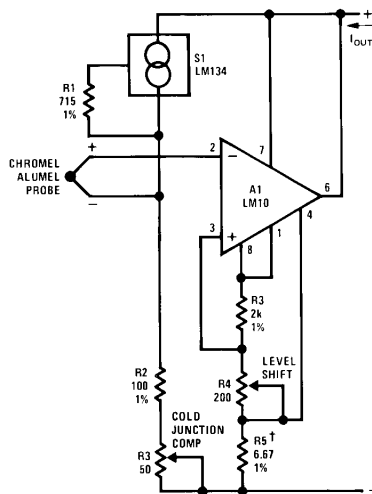 +
I OUT
S1
LM134
R1
715
1%
+
CHROMEL
ALUMEL
PROBE
−
2
−
7
A1
LM10
6
4
3
+
8
1
R3
2k
1%
R4
200
LEVEL
SHIFT
R2
100
1%
COLD
JUNCTION
COMP
R3
50
R5†
6.67
1%
−